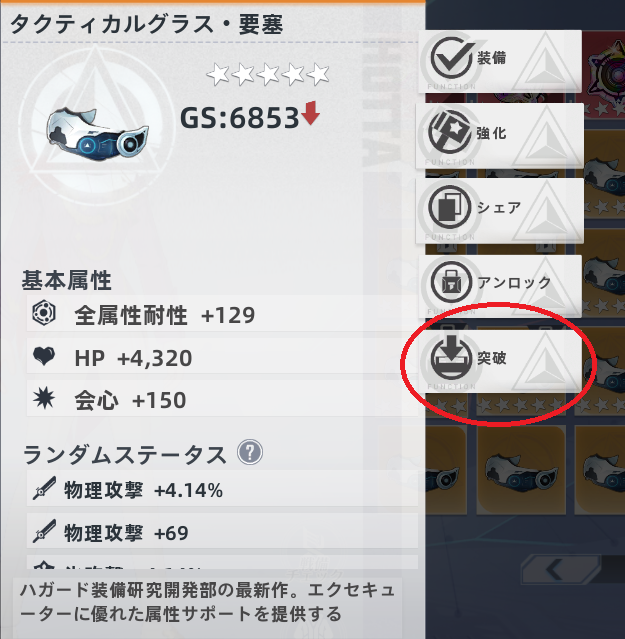 タクティカルグラス・要塞
GS:6853
基本属性
全属性耐性 +129
HP +4,320
会心 +150
ランダムステータス ?
物理攻撃 +4.14%
物理攻撃 +69
ハガード装備研究開発部の最新作。エクセキュ
ーターに優れた属性サポートを提供する
装備
FUNCTION
強化
FUNCTION
シェア
FUNCTION
アンロック
FUNCTION
突破
FUNCTION